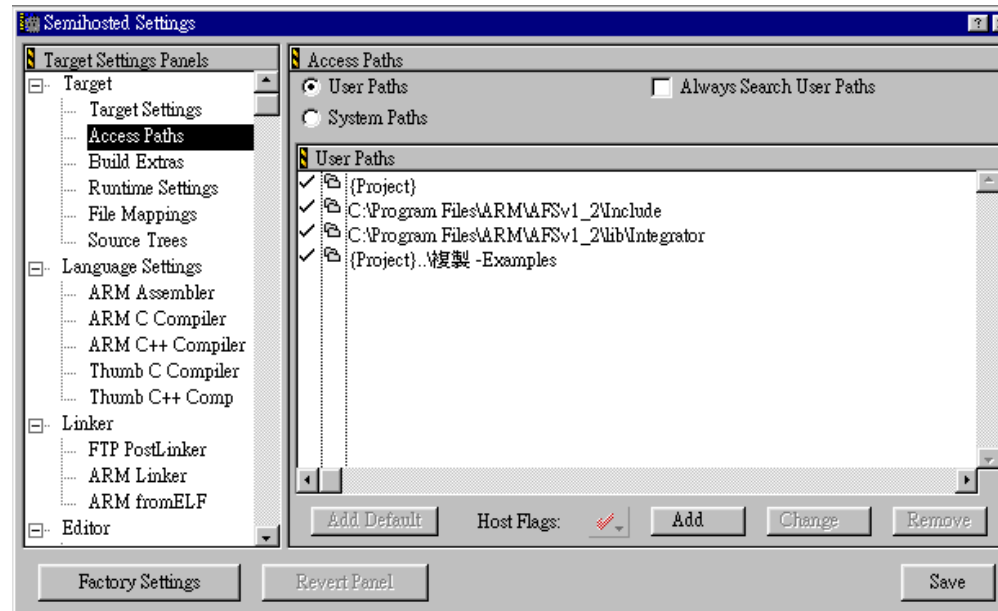 Semihosted Settings
Target Settings Panels
Target
Target Settings
Access Paths
Build Extras
Runtime Settings
File Mappings
Source Trees
Language Settings
ARM Assembler
ARM C Compiler
ARM C++ Compiler
Thumb C Compiler
Thumb C++ Comp
Linker
FTP PostLinker
ARM Linker
ARM fromELF
Editor
Access Paths
User Paths
Always Search User Paths
System Paths
User Paths
{Project}
C:\Program Files\ARM\AFSv1_2\Include
C:\Program Files\ARM\AFSv1_2\lib\Integrator
{Project}..\複製 -Examples
Add Default
Host Flags:
Add
Change
Remove
Factory Settings
Revert Panel
Save